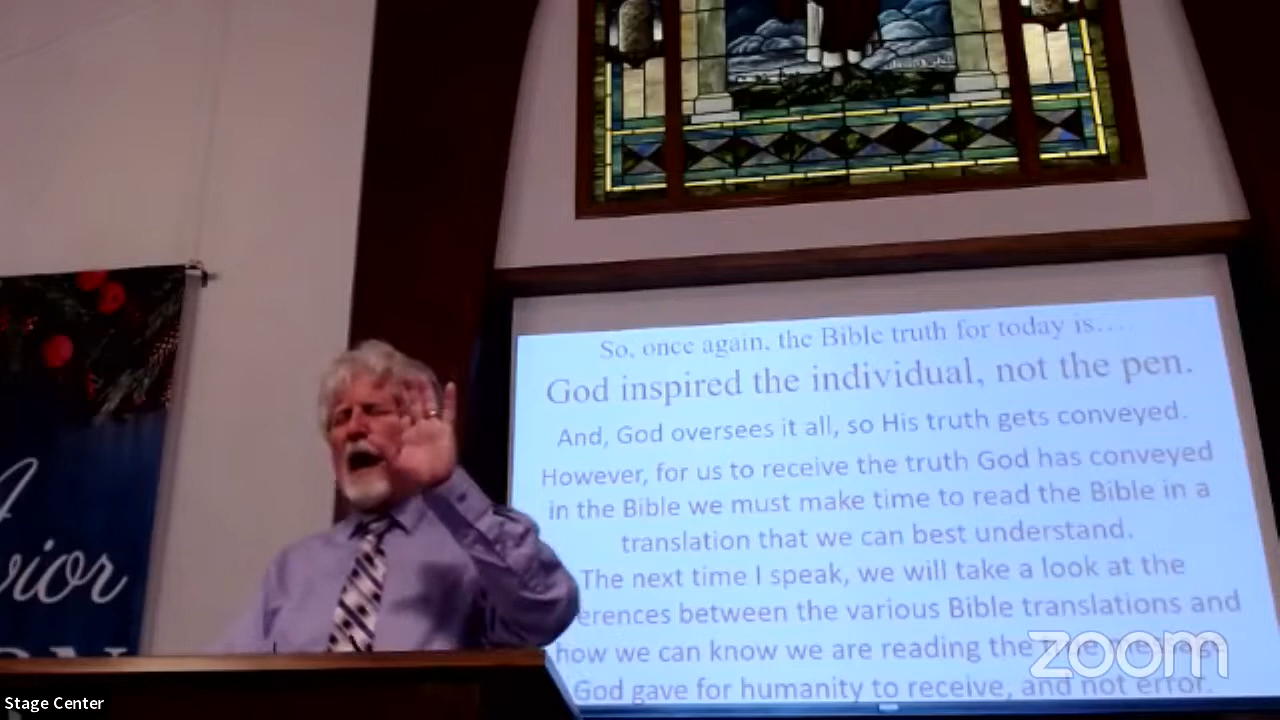 So, once again, the Bible truth for today is....
God inspired the individual, not the pen.
And, God oversees it all, so His truth gets conveyed.
However, for us to receive the truth God has conveyed
in the Bible we must make time to read the Bible in a
translation that we can best understand.
The next time I speak, we will take a look at the
erences between the various Bible translations and
how we can know we are reading the message
God gave for humanity to receive, and not error.
A
vior
zoom
Stage Center